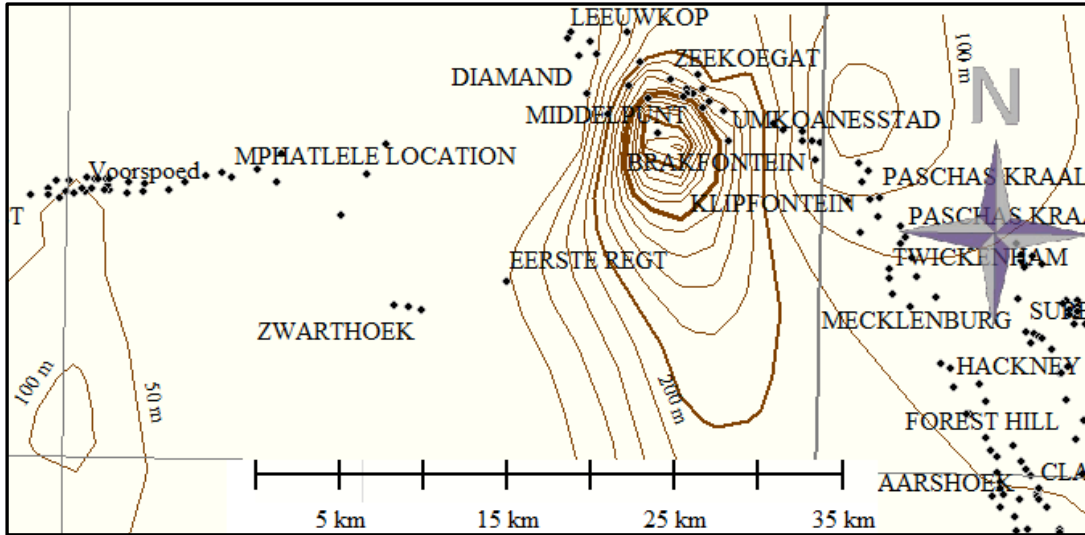 LEEUWKOP
100 m
ZEEKOEGAT
DIAMAND
N
MIDDELPUNT
UMKOANESSTAD
MPHATLELE LOCATION
BRAKFONTEIN
Voorspoed
PASCHAS KRAAL
KLIPFONTEIN
T
PASCHAS KRAA
EERSTE REGT
TWICKENHAM
ZWARTHOEK
MECKLENBURG
100 m
50 m
200 m
HACKNEY
FOREST HILL
CLA
AARSHOEK
5 km
15 km
25 km
35 km